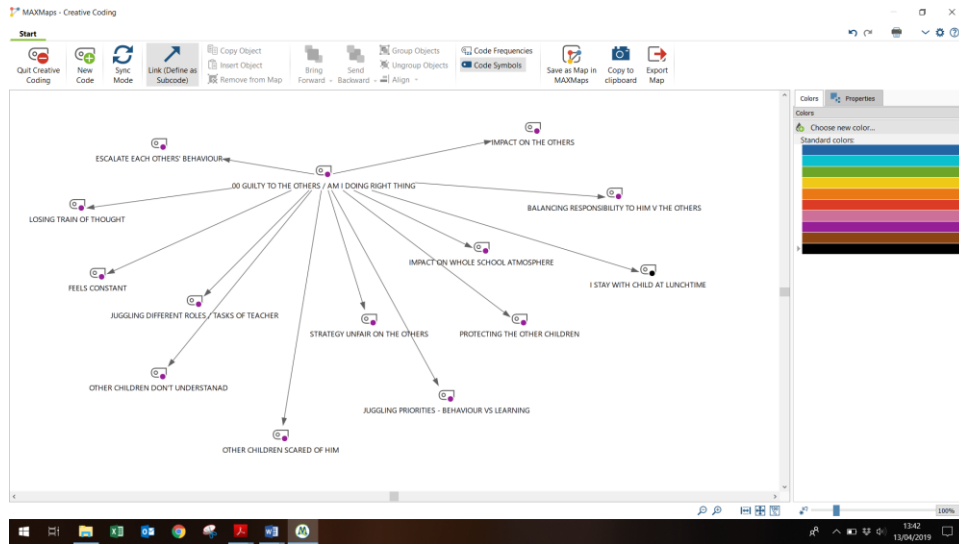 MAXMaps - Creative Coding
Start
Quit Creative Coding
New Code
Sync Mode
Link (Define as Subcode)
Copy Object
Insert Object
Remove from Map
Bring Forward
Send Backward
Group Objects
Ungroup Objects
Align
Code Frequencies
Code Symbols
Save as Map in MAXMaps
Copy to clipboard
Export Map
Colors
Properties
Colors
Choose new color...
Standard colors:
IMPACT ON THE OTHERS
ESCALATE EACH OTHERS' BEHAVIOUR
00 GUILTY TO THE OTHERS / AM I DOING RIGHT THING
BALANCING RESPONSIBILITY TO HIM V THE OTHERS
LOSING TRAIN OF THOUGHT
IMPACT ON WHOLE SCHOOL ATMOSPHERE
I STAY WITH CHILD AT LUNCHTIME
FEELS CONSTANT
JUGGLING DIFFERENT ROLES / TASKS OF TEACHER
STRATEGY UNFAIR ON THE OTHERS
PROTECTING THE OTHER CHILDREN
OTHER CHILDREN DON'T UNDERSTANAD
JUGGLING PRIORITIES - BEHAVIOUR VS LEARNING
OTHER CHILDREN SCARED OF HIM
100%
13:42
13/04/2019